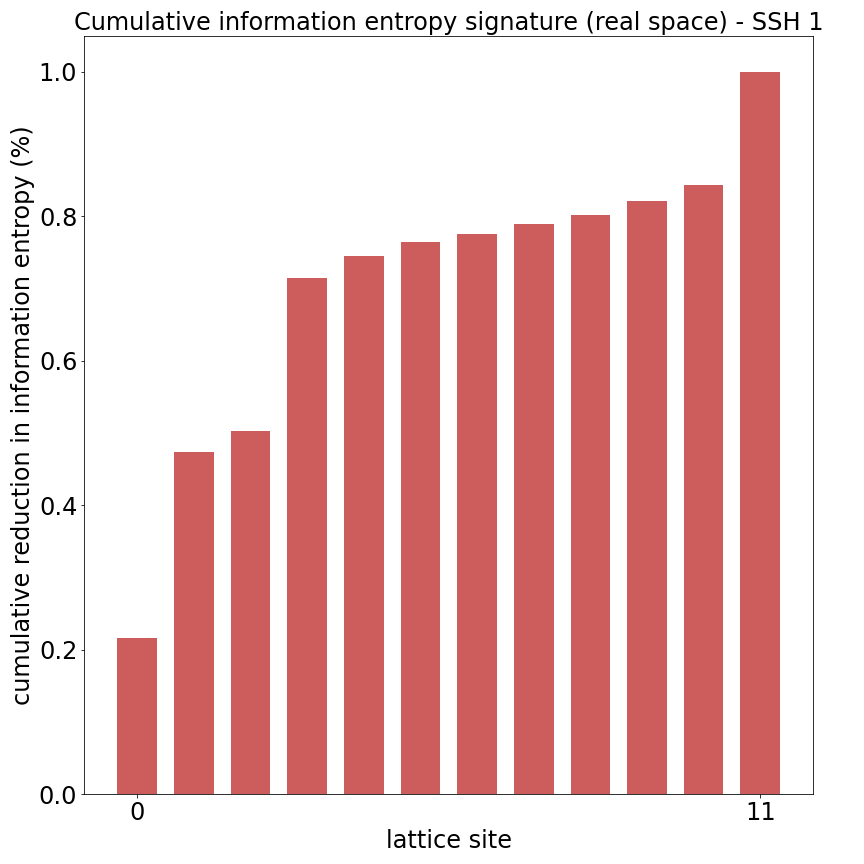 Cumulative information entropy signature (real space) - SSH 1
cumulative reduction in information entropy (%)
1.0
0.8
0.6
0.4
0.2
0.0
0
11
lattice site